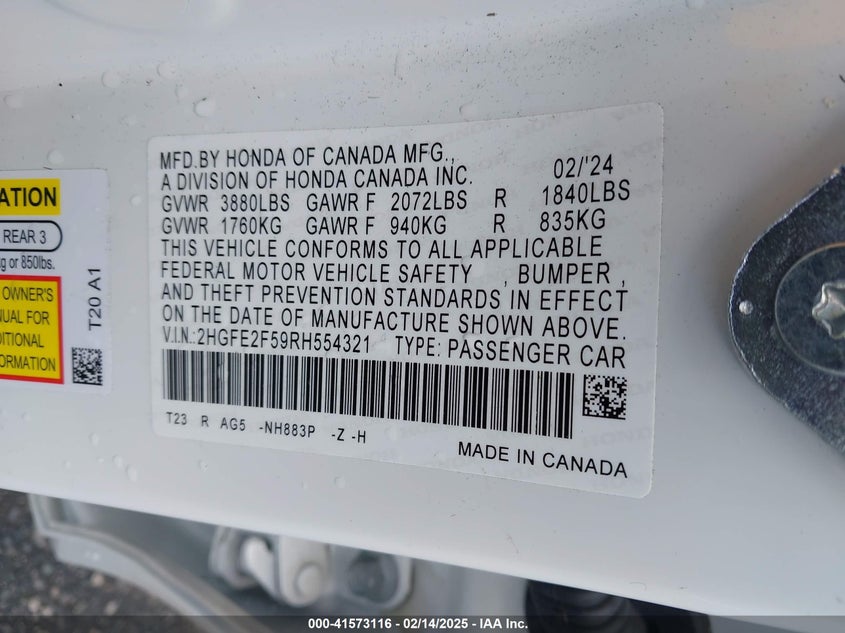 MFD.BY HONDA OF CANADA MFG.,
A DIVISION OF HONDA CANADA INC. 02/'24
GVWR 3880LBS GAWR F 2072LBS R 1840LBS
GVWR 1760KG GAWR F 940KG R 835KG
THIS VEHICLE CONFORMS TO ALL APPLICABLE
FEDERAL MOTOR VEHICLE SAFETY , BUMPER ,
AND THEFT PREVENTION STANDARDS IN EFFECT
ON THE DATE OF MANUFACTURE SHOWN ABOVE.
V.I.N.:2HGFE2F59RH554321 TYPE: PASSENGER CAR
T23 R AG5 -NH883P -Z -H
MADE IN CANADA
ATION
REAR 3
g or 850lbs.
OWNER'S
NUAL FOR
DITIONAL
FORMATION
T20 A1
000-41573116 - 02/14/2025 - IAA Inc.